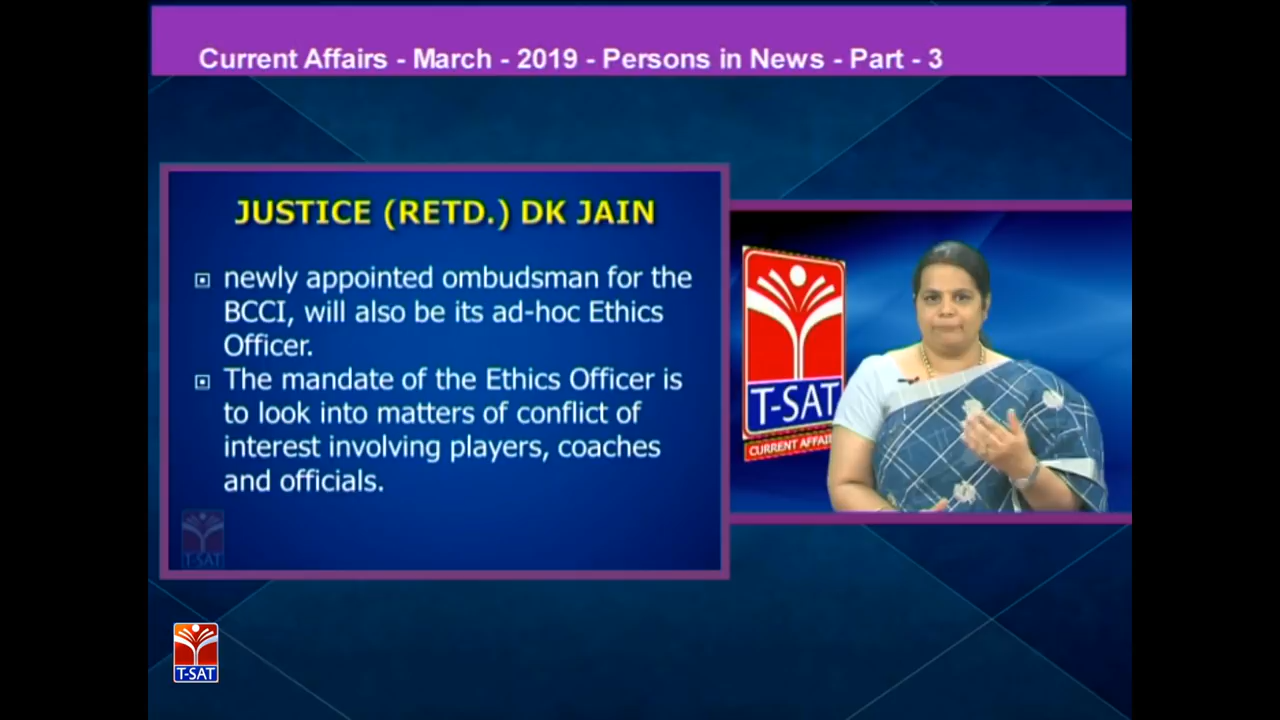 Current Affairs - March - 2019 - Persons in News - Part - 3
JUSTICE (RETD.) DK JAIN
newly appointed ombudsman for the
BCCI, will also be its ad-hoc Ethics
Officer.
The mandate of the Ethics Officer is
to look into matters of conflict of
interest involving players, coaches
and officials.
T-SAT
T-SAT
CURRENT AFFAI
T-SAT